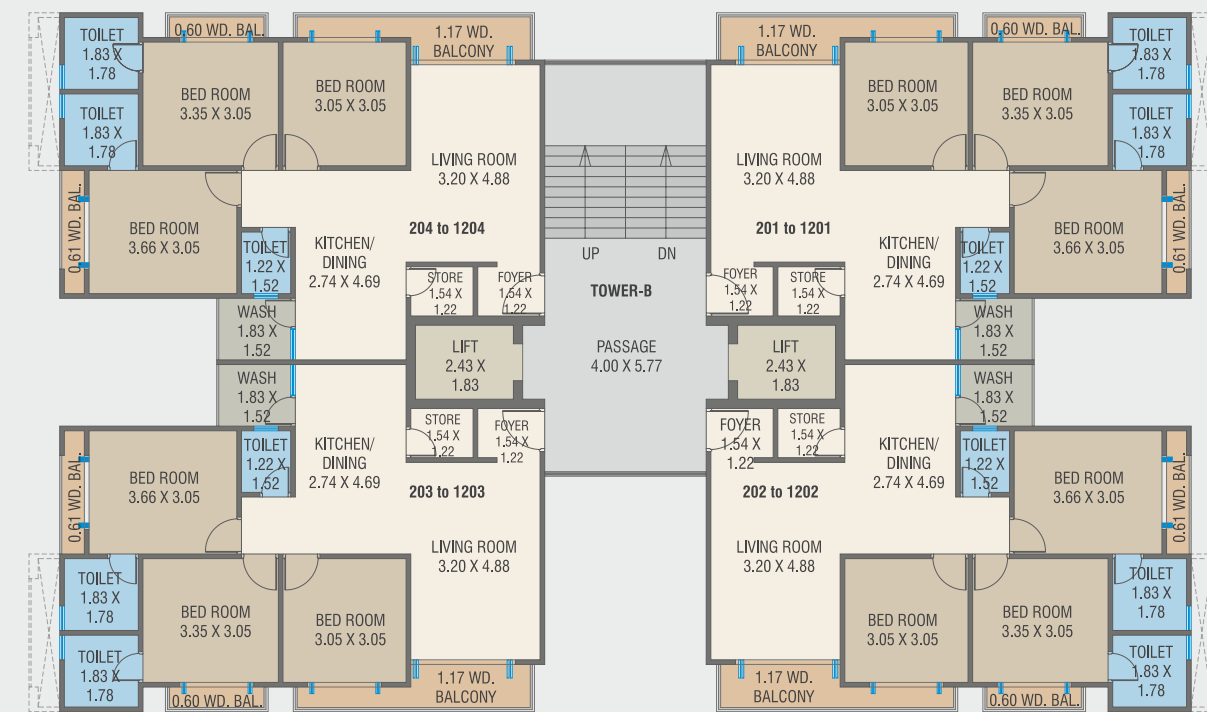 0.60 WD. BAL.
TOILET
1.83 X
1.78
1.17 WD.
BALCONY
BED ROOM
3.35 X 3.05
BED ROOM
3.05 X 3.05
TOILET
1.83 X
1.78
LIVING ROOM
3.20 X 4.88
0.61 WD. BAL.
BED ROOM
3.66 X 3.05
204 to 1204
TOILET
1.22 X
1.52
KITCHEN/
DINING
2.74 X 4.69
STORE
1.54 X
1.22
FOYER
1.54 X
1.22
WASH
1.83 X
1.52
LIFT
2.43 X
1.83
UP
DN
TOWER-B
PASSAGE
4.00 X 5.77
1.17 WD.
BALCONY
0.60 WD. BAL.
TOILET
1.83 X
1.78
BED ROOM
3.05 X 3.05
BED ROOM
3.35 X 3.05
TOILET
1.83 X
1.78
LIVING ROOM
3.20 X 4.88
201 to 1201
BED ROOM
3.66 X 3.05
0.61 WD. BAL.
KITCHEN/
DINING
2.74 X 4.69
TOILET
1.22 X
1.52
FOYER
1.54 X
1.22
STORE
1.54 X
1.22
WASH
1.83 X
1.52
LIFT
2.43 X
1.83
WASH
1.83 X
1.52
STORE
1.54 X
1.22
FOYER
1.54 X
1.22
TOILET
1.22 X
1.52
KITCHEN/
DINING
2.74 X 4.69
0.61 WD. BAL.
BED ROOM
3.66 X 3.05
203 to 1203
LIVING ROOM
3.20 X 4.88
TOILET
1.83 X
1.78
BED ROOM
3.35 X 3.05
BED ROOM
3.05 X 3.05
TOILET
1.83 X
1.78
0.60 WD. BAL.
1.17 WD.
BALCONY
WASH
1.83 X
1.52
FOYER
1.54 X
1.22
STORE
1.54 X
1.22
KITCHEN/
DINING
2.74 X 4.69
TOILET
1.22 X
1.52
BED ROOM
3.66 X 3.05
0.61 WD. BAL.
202 to 1202
LIVING ROOM
3.20 X 4.88
TOILET
1.83 X
1.78
BED ROOM
3.05 X 3.05
BED ROOM
3.35 X 3.05
TOILET
1.83 X
1.78
1.17 WD.
BALCONY
0.60 WD. BAL.